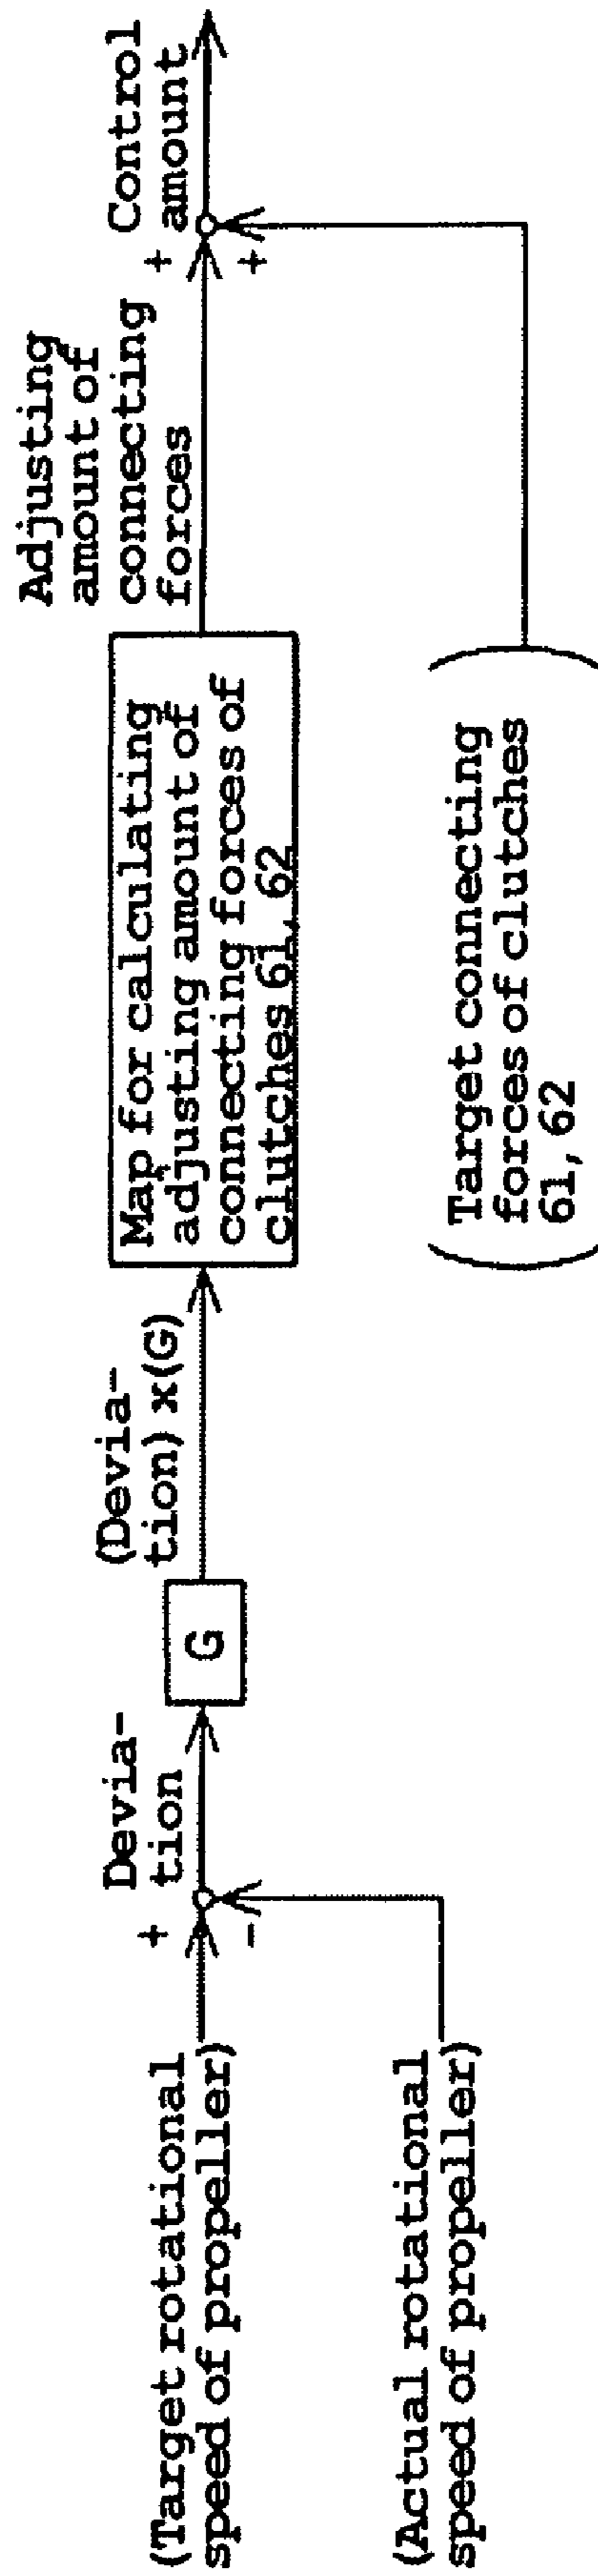 (Target rotational
speed of propeller)
(Actual rotational
speed of propeller)
+
-
Devia-
tion
G
(Devia-
tion) x(G)
Map for calculating
adjusting amount of
connecting forces of
clutches 61, 62
(Target connecting
forces of clutches
61, 62)
Adjusting
amount of
connecting
forces
+
+
Control
amount